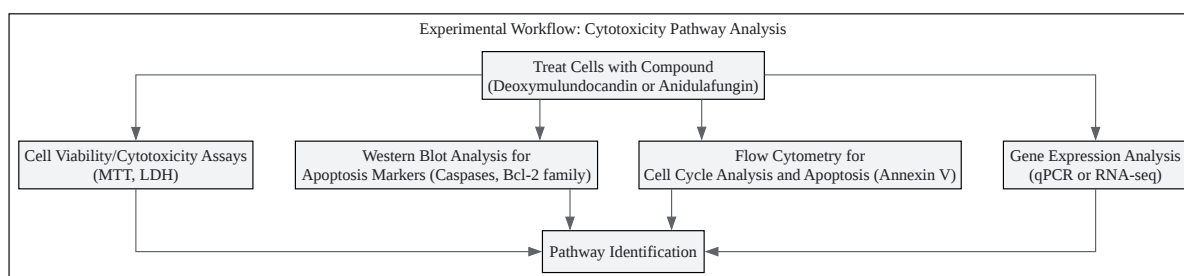 Experimental Workflow: Cytotoxicity Pathway Analysis
Treat Cells with Compound
(Deoxymulundocandin or Anidulafungin)
Cell Viability/Cytotoxicity Assays
(MTT, LDH)
Western Blot Analysis for
Apoptosis Markers (Caspases, Bcl-2 family)
Flow Cytometry for
Cell Cycle Analysis and Apoptosis (Annexin V)
Gene Expression Analysis
(qPCR or RNA-seq)
Pathway Identification